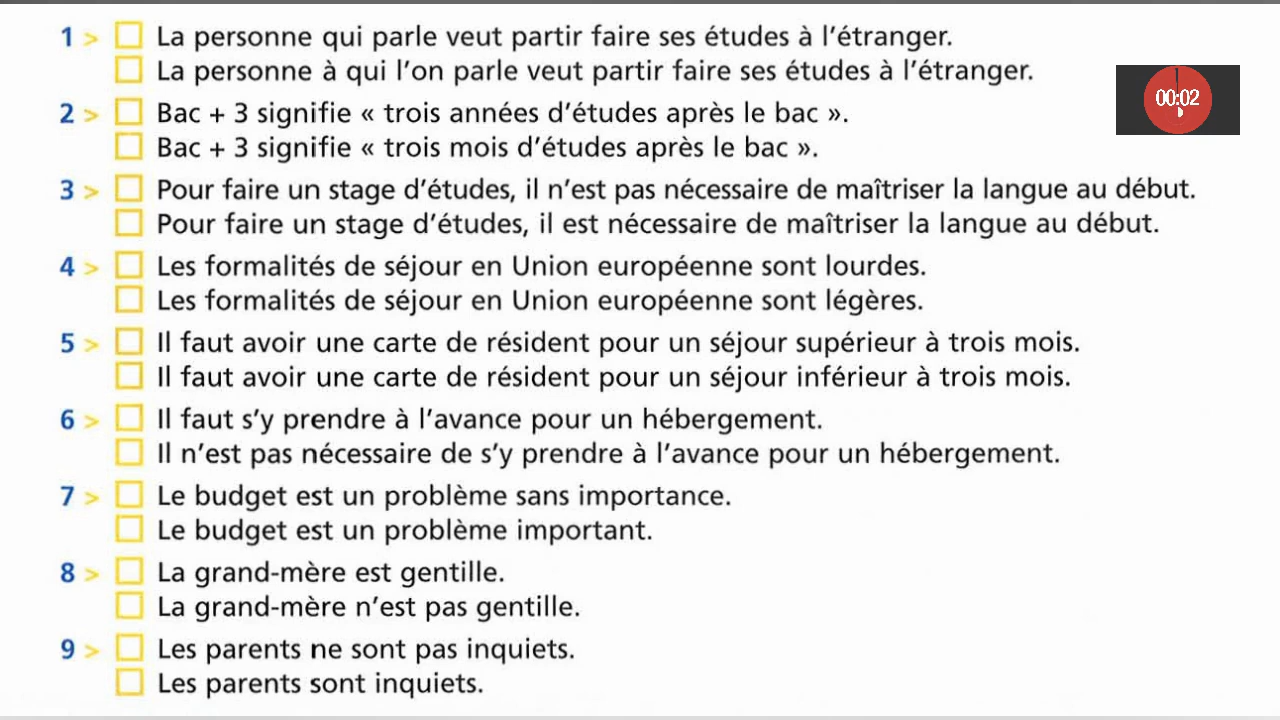 1 > La personne qui parle veut partir faire ses études à l'étranger.
La personne à qui l'on parle veut partir faire ses études à l'étranger.
00:02
2 > Bac + 3 signifie « trois années d'études après le bac ».
Bac + 3 signifie « trois mois d'études après le bac ».
3 > Pour faire un stage d'études, il n'est pas nécessaire de maîtriser la langue au début.
Pour faire un stage d'études, il est nécessaire de maîtriser la langue au début.
4 > Les formalités de séjour en Union européenne sont lourdes.
Les formalités de séjour en Union européenne sont légères.
5 > Il faut avoir une carte de résident pour un séjour supérieur à trois mois.
Il faut avoir une carte de résident pour un séjour inférieur à trois mois.
6 > Il faut s'y prendre à l'avance pour un hébergement.
Il n'est pas nécessaire de s'y prendre à l'avance pour un hébergement.
7 > Le budget est un problème sans importance.
Le budget est un problème important.
8 > La grand-mère est gentille.
La grand-mère n'est pas gentille.
9 > Les parents ne sont pas inquiets.
Les parents sont inquiets.